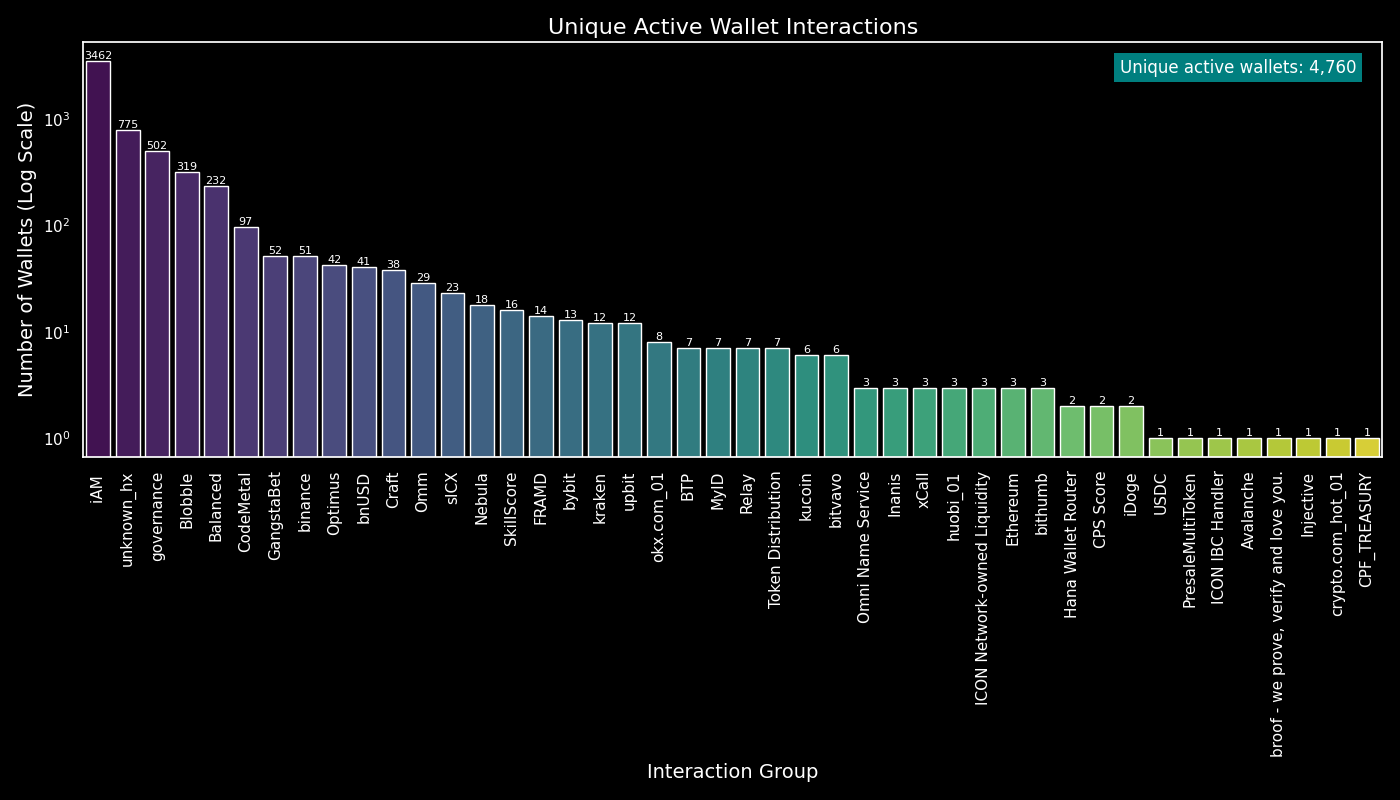 Unique Active Wallet Interactions
Unique active wallets: 4,760
Number of Wallets (Log Scale)
10³
10²
10¹
10⁰
3462
775
502
319
232
97
52
51
42
41
38
29
23
18
16
14
13
12
12
8
7
7
7
7
6
6
3
3
3
3
3
3
3
2
2
2
1
1
1
1
1
1
1
1
iAM
unknown_hx
governance
Blobble
Balanced
CodeMetal
GangstaBet
binance
Optimus
bnUSD
Craft
Omm
sICX
Nebula
SkillScore
FRAMD
bybit
kraken
upbit
okx.com_01
BTP
MyID
Relay
Token Distribution
kucoin
bitvavo
Omni Name Service
Inanis
xCall
huobi_01
ICON Network-owned Liquidity
Ethereum
bithumb
Hana Wallet Router
CPS Score
iDoge
USDC
PresaleMultiToken
ICON IBC Handler
Avalanche
broof - we prove, verify and love you.
Injective
crypto.com_hot_01
CPF_TREASURY
Interaction Group